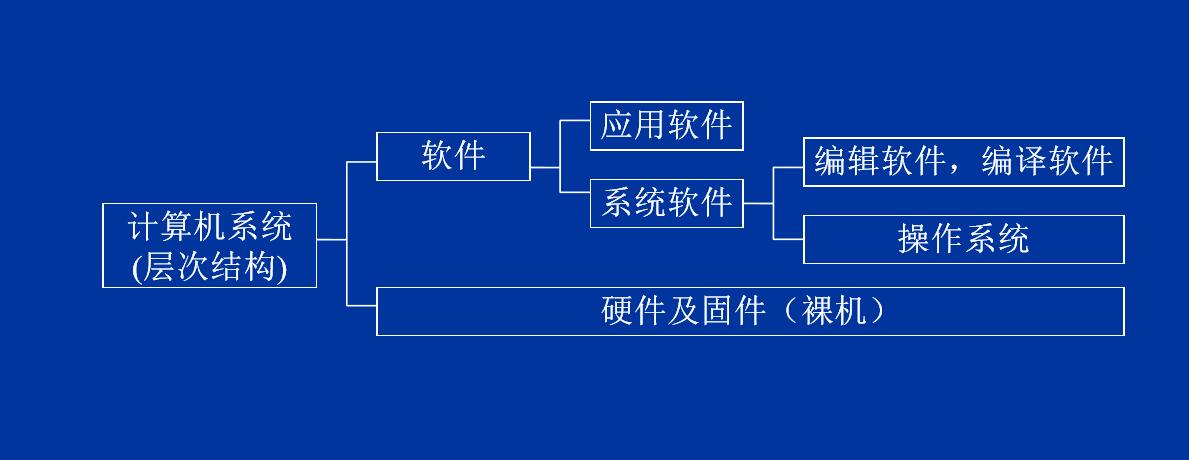 应用软件
软件
编辑软件，编译软件
系统软件
计算机系统
(层次结构)
操作系统
硬件及固件（裸机）